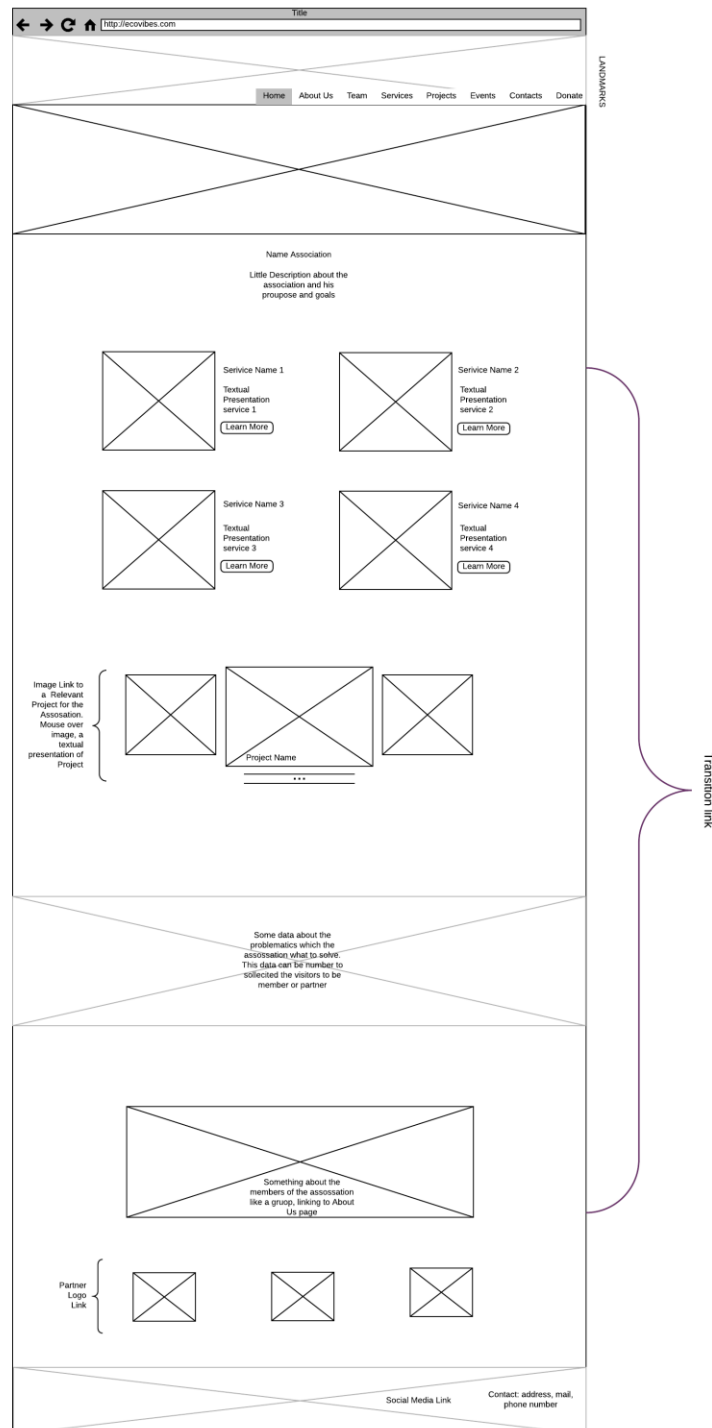 Title
http://ecovibes.com
LANDMARKS
Home About Us Team Services Projects Events Contacts Donate
Name Association
Little Description about the
association and his
proupose and goals
Serivice Name 1
Textual
Presentation
service 1
Learn More
Serivice Name 2
Textual
Presentation
service 2
Learn More
Serivice Name 3
Textual
Presentation
service 3
Learn More
Serivice Name 4
Textual
Presentation
service 4
Learn More
Image Link to
a Relevant
Project for the
Assosation.
Mouse over
image, a
textual
presentation of
Project
Project Name
Transition link
Some data about the
problematics which the
assossation what to solve.
This data can be number to
sollecited the visitors to be
member or partner
Something about the
members of the assossation
like a gruop, linking to About
Us page
Partner
Logo
Link
Social Media Link
Contact: address, mail,
phone number